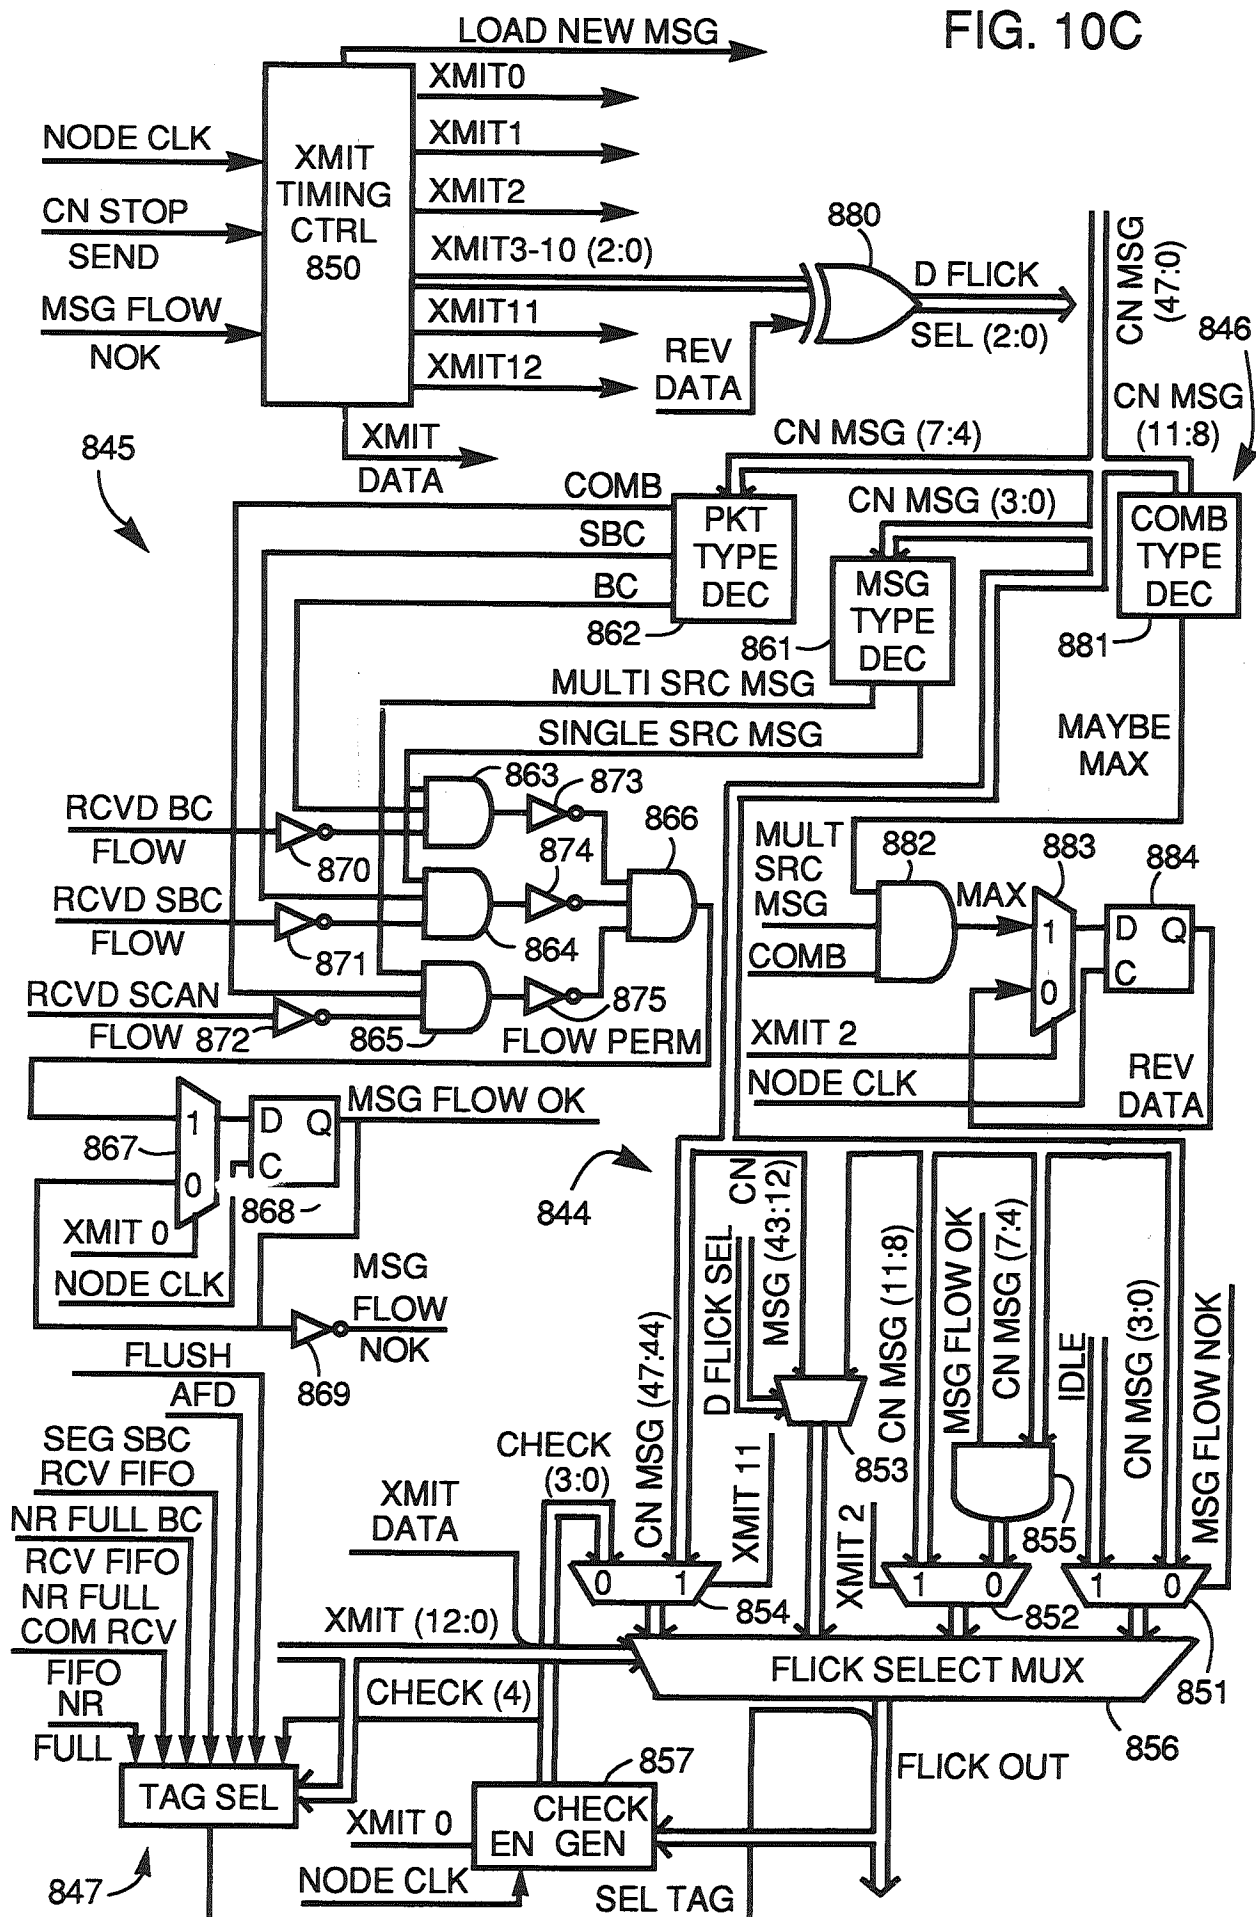 FIG. 10C
LOAD NEW MSG
XMIT0
XMIT1
XMIT2
XMIT3-10 (2:0)
XMIT11
XMIT12
NODE CLK
CN STOP
SEND
MSG FLOW
NOK
XMIT
TIMING
CTRL
850
XMIT
DATA
880
D FLICK
SEL (2:0)
REV
DATA
CN MSG
(47:0)
846
CN MSG
(11:8)
CN MSG (7:4)
CN MSG (3:0)
845
COMB
SBC
BC
PKT
TYPE
DEC
862
MSG
TYPE
DEC
861
COMB
TYPE
DEC
881
MULTI SRC MSG
SINGLE SRC MSG
MAYBE
MAX
863
873
RCVD BC
FLOW
870
874
866
RCVD SBC
FLOW
871
864
RCVD SCAN
FLOW
872
865
875
FLOW PERM
MULT
SRC
MSG
COMB
882
MAX
883
884
1
0
D
Q
C
XMIT 2
NODE CLK
REV
DATA
MSG FLOW OK
1
0
D
Q
C
867
868
XMIT 0
NODE CLK
MSG
FLOW
NOK
869
844
CN
MSG (43:12)
D FLICK SEL
CN MSG (47:44)
CN MSG (11:8)
MSG FLOW OK
CN MSG (7:4)
IDLE
CN MSG (3:0)
MSG FLOW NOK
853
855
XMIT 11
XMIT 2
FLUSH
AFD
SEG SBC
RCV FIFO
NR FULL BC
RCV FIFO
NR FULL
COM RCV
FIFO
NR
FULL
CHECK
(3:0)
XMIT
DATA
XMIT (12:0)
0
1
854
1
0
852
1
0
851
FLICK SELECT MUX
856
CHECK (4)
TAG SEL
847
857
CHECK
EN GEN
XMIT 0
NODE CLK
FLICK OUT
SEL TAG